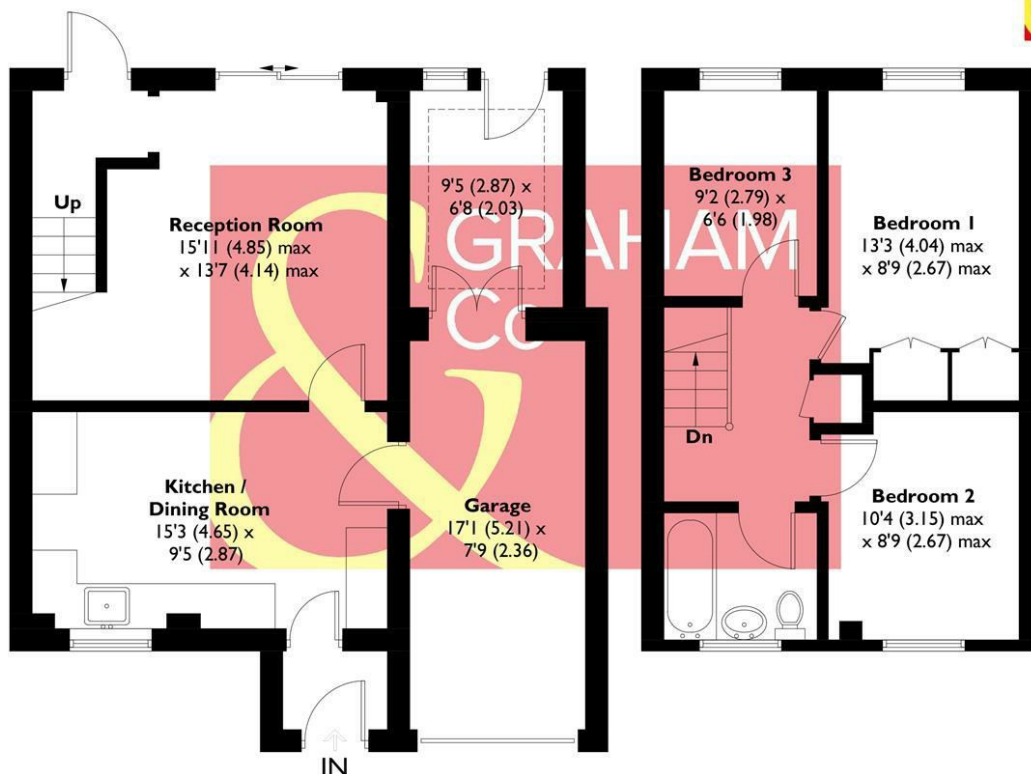 Up
Reception Room
15'11 (4.85) max
x 13'7 (4.14) max
9'5 (2.87) x
6'8 (2.03)
GRAHAM
&
Co
Kitchen /
Dining Room
15'3 (4.65) x
9'5 (2.87)
Garage
17'1 (5.21) x
7'9 (2.36)
IN
Bedroom 3
9'2 (2.79) x
6'6 (1.98)
Bedroom 1
13'3 (4.04) max
x 8'9 (2.67) max
Dn
Bedroom 2
10'4 (3.15) max
x 8'9 (2.67) max